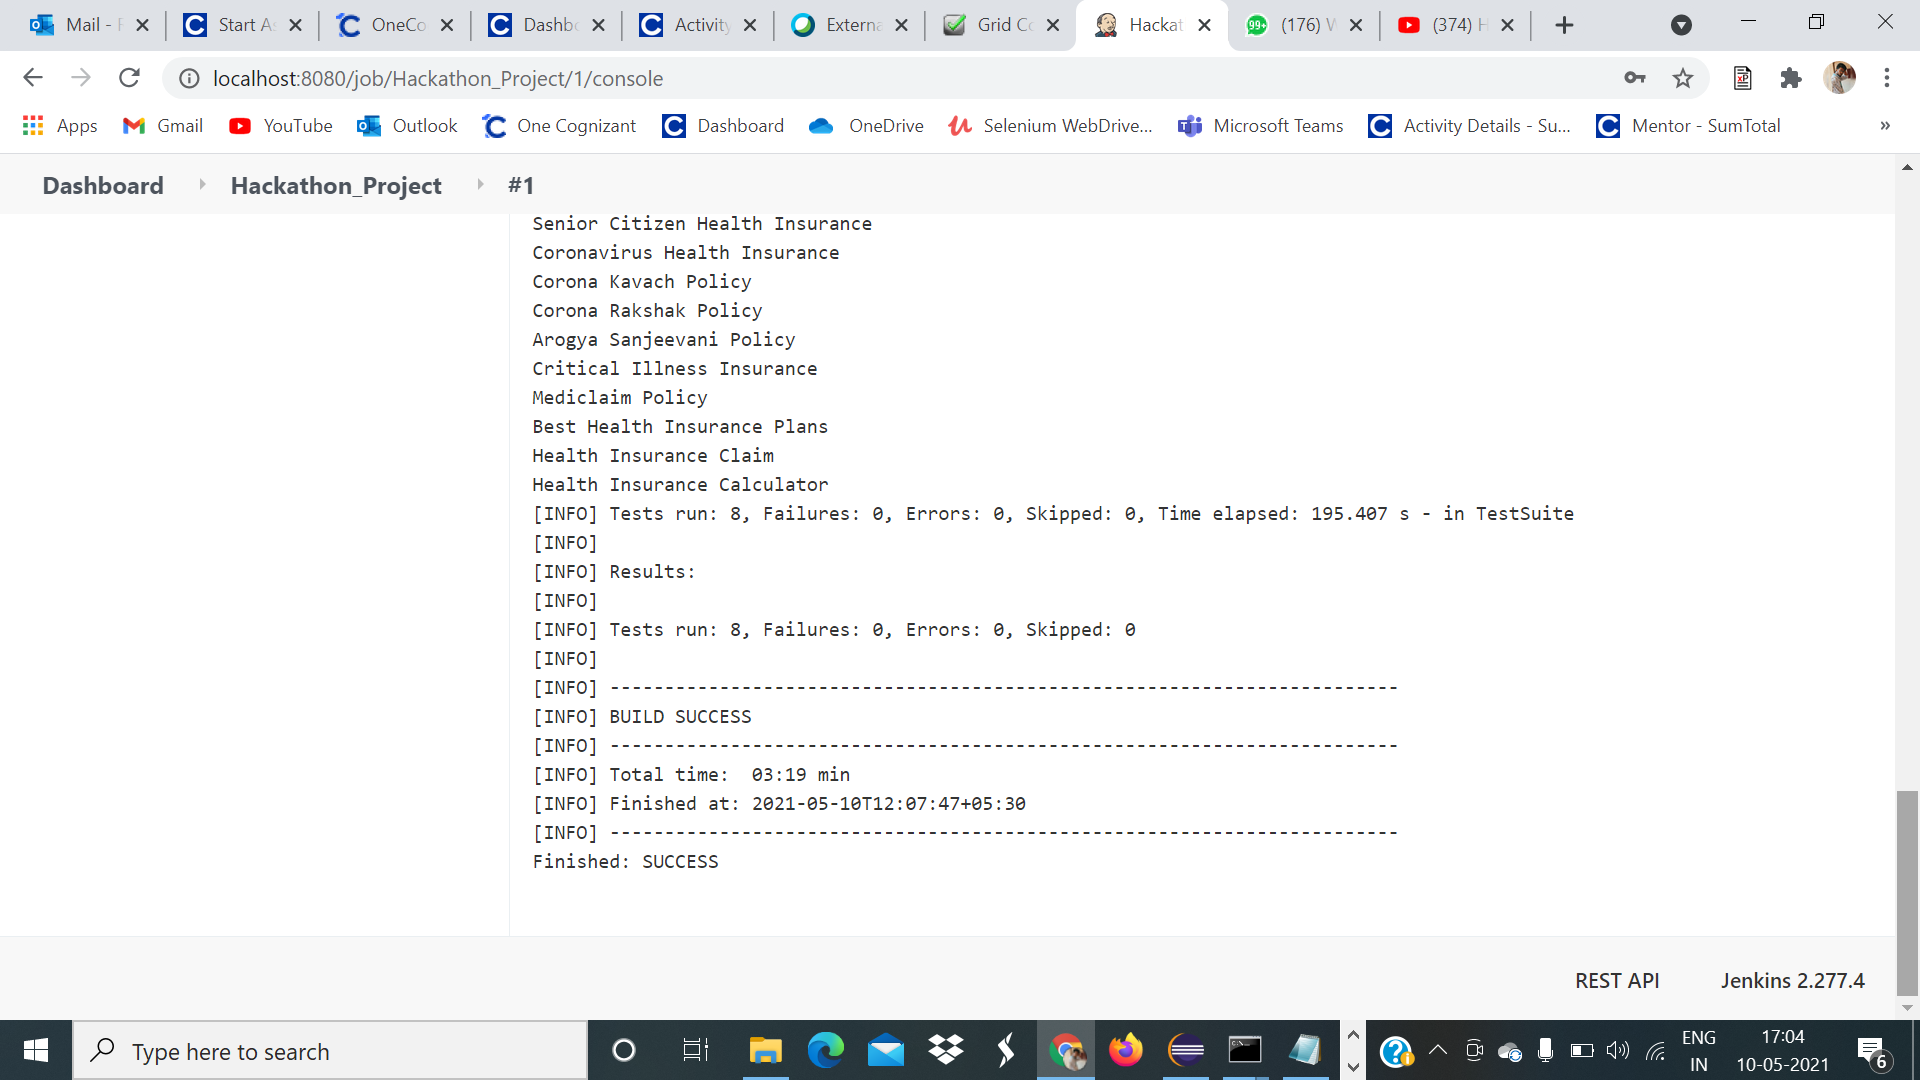 Mail - F
Start As
OneCo
Dashbo
Activity
Externa
Grid Co
Hackat
99+
(176) W
(374) H
localhost:8080/job/Hackathon_Project/1/console
Apps
Gmail
YouTube
Outlook
One Cognizant
Dashboard
OneDrive
Selenium WebDrive...
Microsoft Teams
Activity Details - Su...
Mentor - SumTotal
»
Dashboard
Hackathon_Project
#1
Senior Citizen Health Insurance
Coronavirus Health Insurance
Corona Kavach Policy
Corona Rakshak Policy
Arogya Sanjeevani Policy
Critical Illness Insurance
Mediclaim Policy
Best Health Insurance Plans
Health Insurance Claim
Health Insurance Calculator
[INFO] Tests run: 8, Failures: 0, Errors: 0, Skipped: 0, Time elapsed: 195.407 s - in TestSuite
[INFO]
[INFO] Results:
[INFO]
[INFO] Tests run: 8, Failures: 0, Errors: 0, Skipped: 0
[INFO]
[INFO] ------------------------------------------------------------------------
[INFO] BUILD SUCCESS
[INFO] ------------------------------------------------------------------------
[INFO] Total time:  03:19 min
[INFO] Finished at: 2021-05-10T12:07:47+05:30
[INFO] ------------------------------------------------------------------------
Finished: SUCCESS
REST API
Jenkins 2.277.4
Type here to search
ENG
IN
17:04
10-05-2021
6